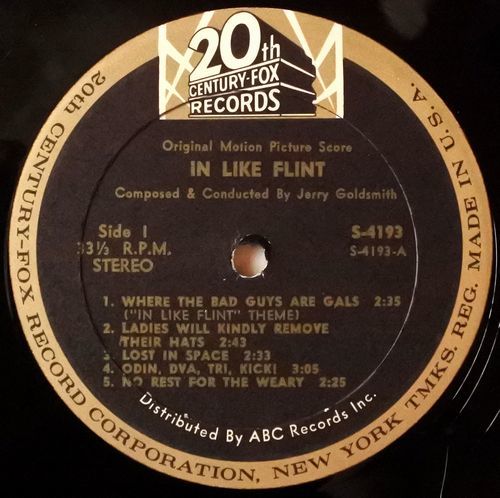 20th
CENTURY-FOX
RECORDS
Original Motion Picture Score
IN LIKE FLINT
Composed & Conducted By Jerry Goldsmith
Side 1
33⅓ R.P.M.
STEREO
S-4193
S-4193-A
1. WHERE THE BAD GUYS ARE GALS 2:35
("IN LIKE FLINT" THEME)
2. LADIES WILL KINDLY REMOVE
THEIR HATS 2:43
3. LOST IN SPACE 2:33
4. ODIN, DVA, TRI, KICK! 3:05
5. NO REST FOR THE WEARY 2:25
Distributed By ABC Records Inc.
20th CENTURY-FOX RECORD CORPORATION, NEW YORK TMKS. REG. MADE IN U.S.A.